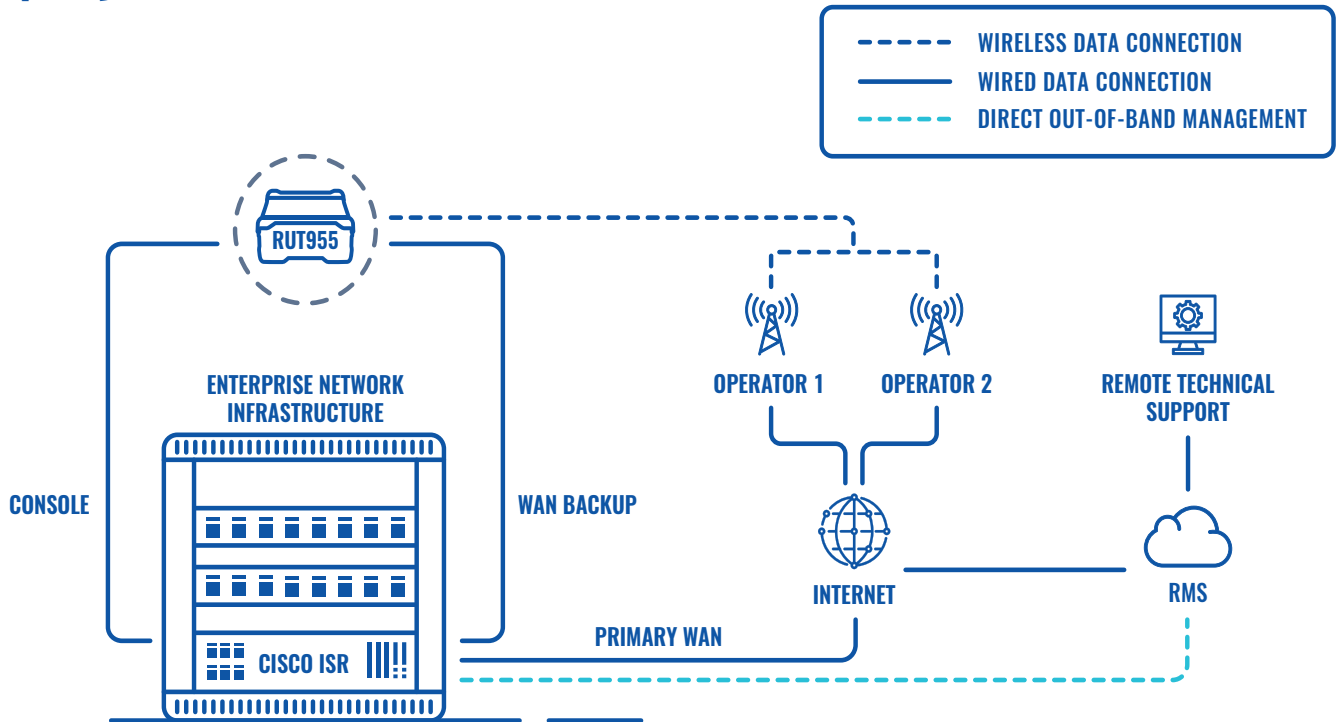 WIRELESS DATA CONNECTION
WIRED DATA CONNECTION
DIRECT OUT-OF-BAND MANAGEMENT
RUT955
OPERATOR 1
OPERATOR 2
REMOTE TECHNICAL
SUPPORT
ENTERPRISE NETWORK
INFRASTRUCTURE
CONSOLE
WAN BACKUP
INTERNET
RMS
PRIMARY WAN
CISCO ISR